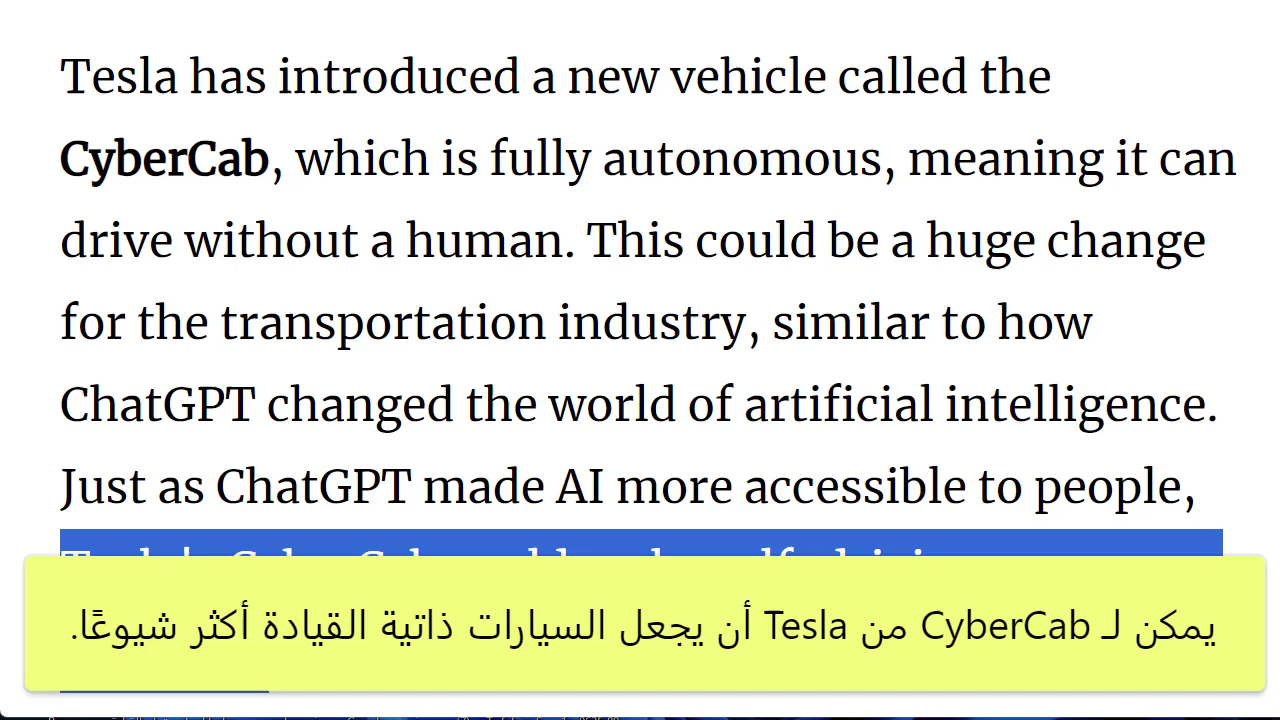 Tesla has introduced a new vehicle called the
CyberCab, which is fully autonomous, meaning it can
drive without a human. This could be a huge change
for the transportation industry, similar to how
ChatGPT changed the world of artificial intelligence.
Just as ChatGPT made AI more accessible to people,
يمكن لـ CyberCab من Tesla أن يجعل السيارات ذاتية القيادة أكثر شيوعًا.